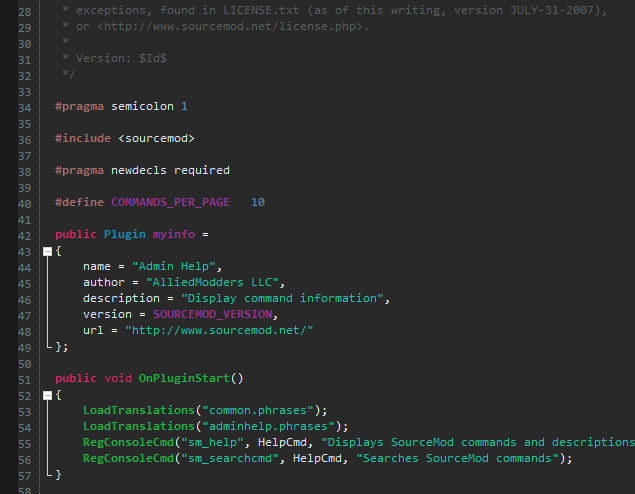 28 * exceptions, found in LICENSE.txt (as of this writing, version JULY-31-2007),
29 * or <http://www.sourcemod.net/license.php>.
30 *
31 * Version: $Id$
32 */
33
34 #pragma semicolon 1
35
36 #include <sourcemod>
37
38 #pragma newdecls required
39
40 #define COMMANDS_PER_PAGE   10
41
42 public Plugin myinfo =
43 {
44     name = "Admin Help",
45     author = "AlliedModders LLC",
46     description = "Display command information",
47     version = SOURCEMOD_VERSION,
48     url = "http://www.sourcemod.net/"
49 };
50
51 public void OnPluginStart()
52 {
53     LoadTranslations("common.phrases");
54     LoadTranslations("adminhelp.phrases");
55     RegConsoleCmd("sm_help", HelpCmd, "Displays SourceMod commands and descriptions
56     RegConsoleCmd("sm_searchcmd", HelpCmd, "Searches SourceMod commands");
57 }
58